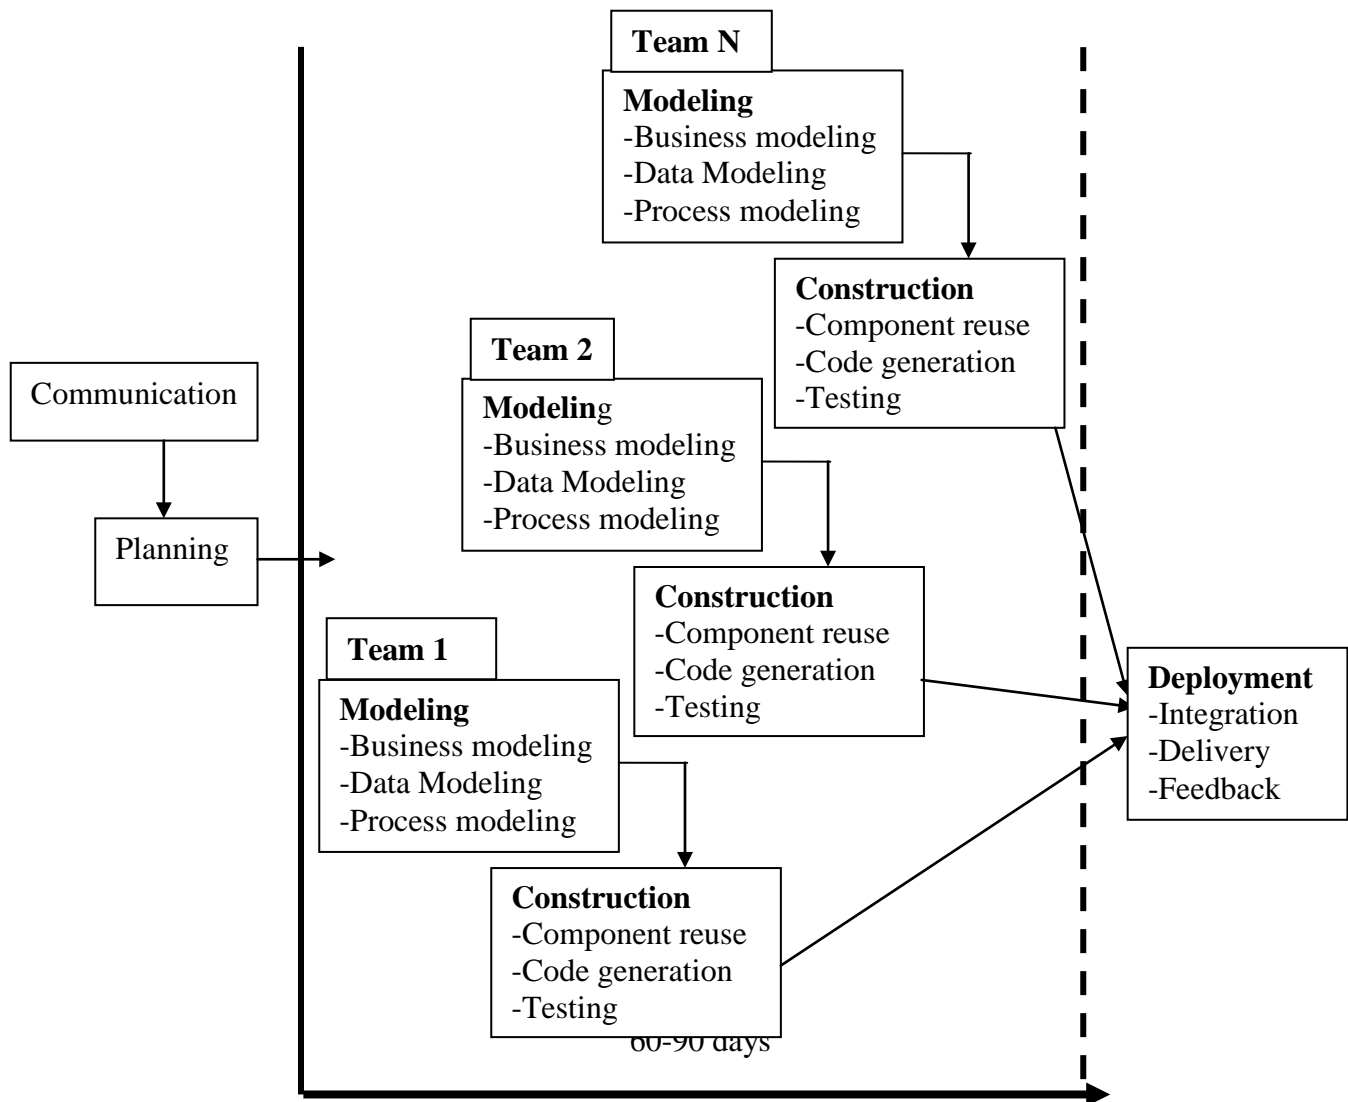 Team N
Modeling
-Business modeling
-Data Modeling
-Process modeling
Construction
-Component reuse
-Code generation
-Testing
Team 2
Modeling
-Business modeling
-Data Modeling
-Process modeling
Construction
-Component reuse
-Code generation
-Testing
Communication
Planning
Team 1
Modeling
-Business modeling
-Data Modeling
-Process modeling
Construction
-Component reuse
-Code generation
-Testing
Deployment
-Integration
-Delivery
-Feedback
60-90 days